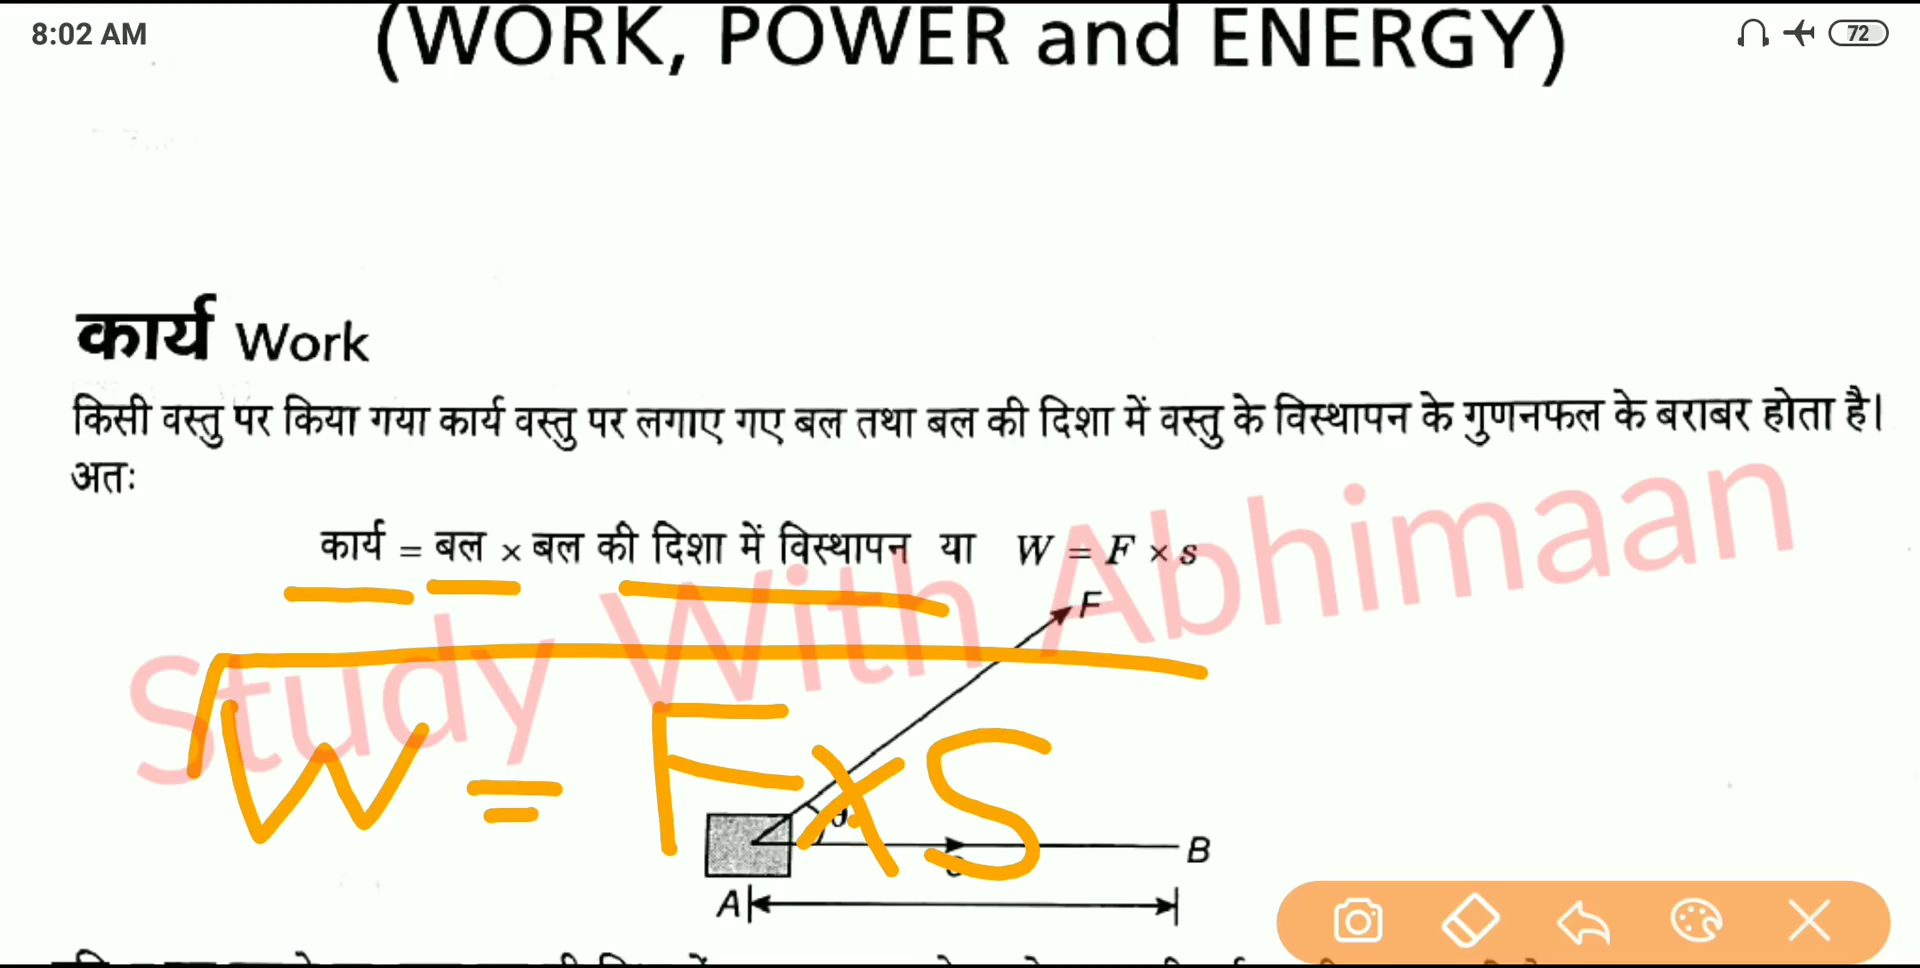 8:02 AM
(WORK, POWER and ENERGY)
72
कार्य Work
किसी वस्तु पर किया गया कार्य वस्तु पर लगाए गए बल तथा बल की दिशा में वस्तु के विस्थापन के गुणनफल के बराबर होता है।
अतः
कार्य = बल × बल की दिशा में विस्थापन या W = F × s
Study With Abhimaan
F
W = F × S
θ
B
A